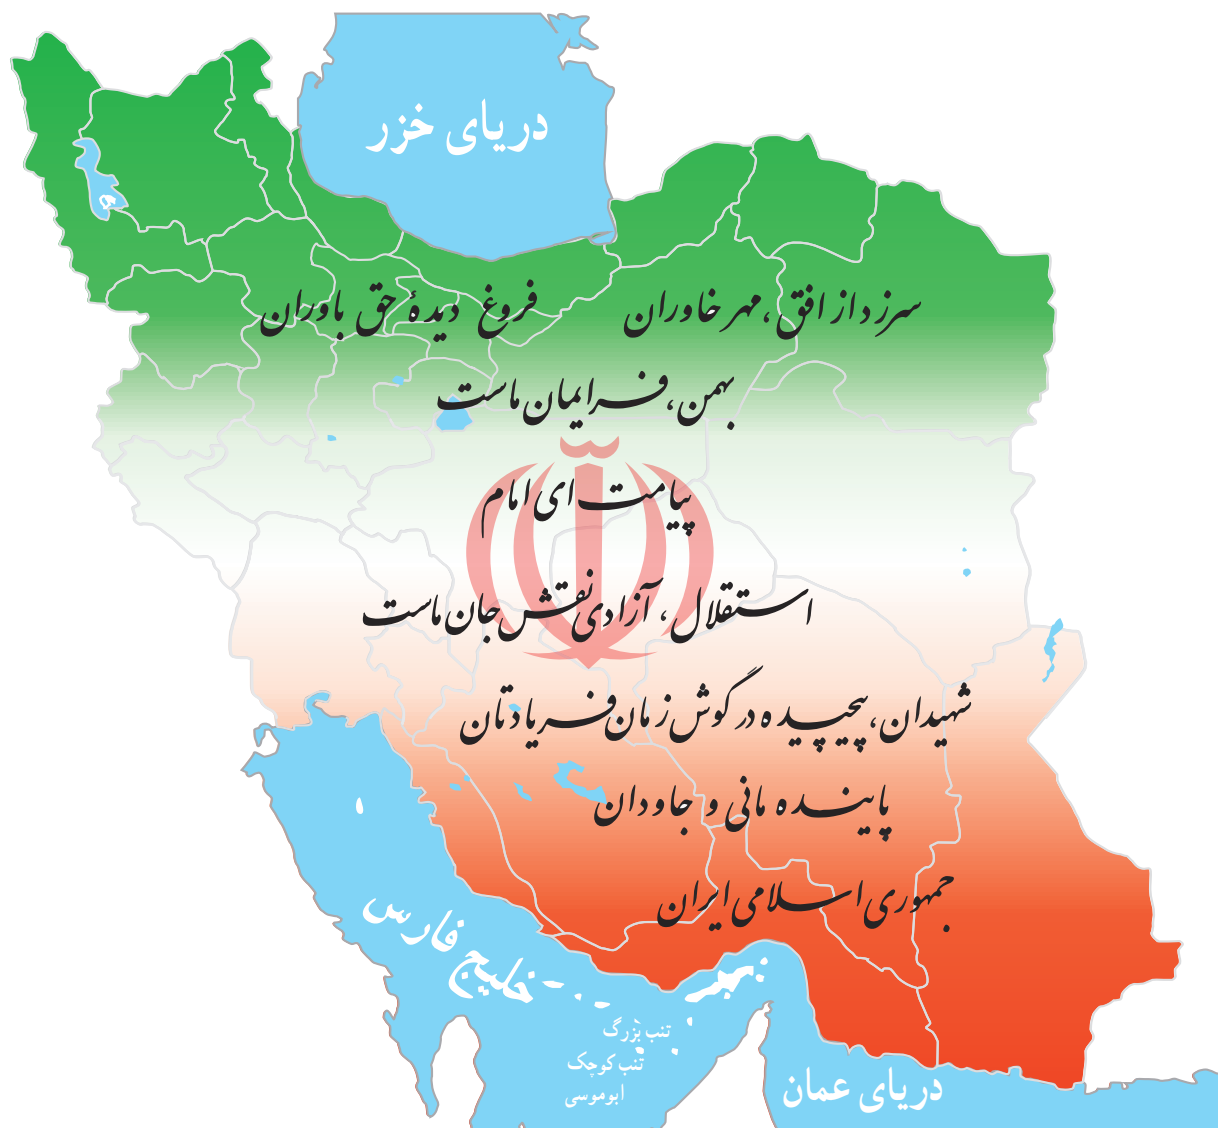 دریای خزر
سر زد از افق، مهر خاوران فروغ دیدهٔ حق باوران
بهمن، فر ایمان ماست
پیامت ای امام
استقلال، آزادی نقش جان ماست
شهیدان، پیچیده در گوش زمان فریادتان
پاینده مانی و جاودان
جمهوری اسلامی ایران
خلیج فارس
تنب بزرگ
تنب کوچک
ابوموسی
دریای عمان